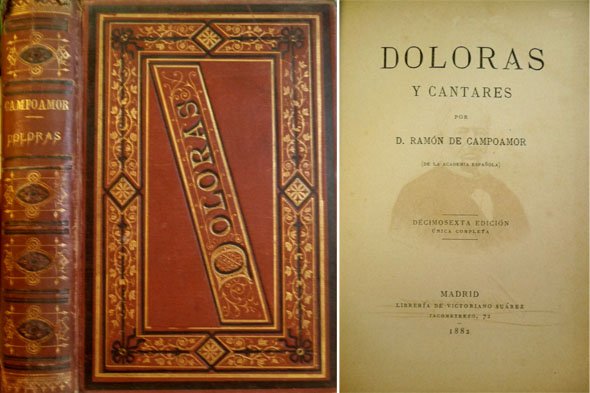 CAMPOAMOR
DOLORAS
DOLORAS
DOLORAS
Y CANTARES
POR
D. RAMÓN DE CAMPOAMOR
(DE LA ACADEMIA ESPAÑOLA)
DÉCIMOSEXTA EDICIÓN
ÚNICA COMPLETA
MADRID
LIBRERÍA DE VICTORIANO SUÁREZ
JACOMETREZO, 72
1882